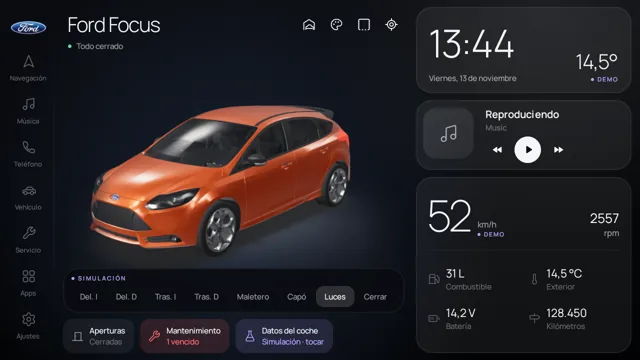 Ford
Ford Focus
Todo cerrado
Navegación
Música
Teléfono
Vehículo
Servicio
Apps
Ajustes
SIMULACIÓN
Del. I
Del. D
Tras. I
Tras. D
Maletero
Capó
Luces
Cerrar
Aperturas
Cerradas
Mantenimiento
1 vencido
Datos del coche
Simulación · tocar
13:44
Viernes, 13 de noviembre
14,5°
DEMO
Reproduciendo
Music
52 km/h
DEMO
2557
rpm
31 L
Combustible
14,5 °C
Exterior
14,2 V
Batería
128.450
Kilómetros